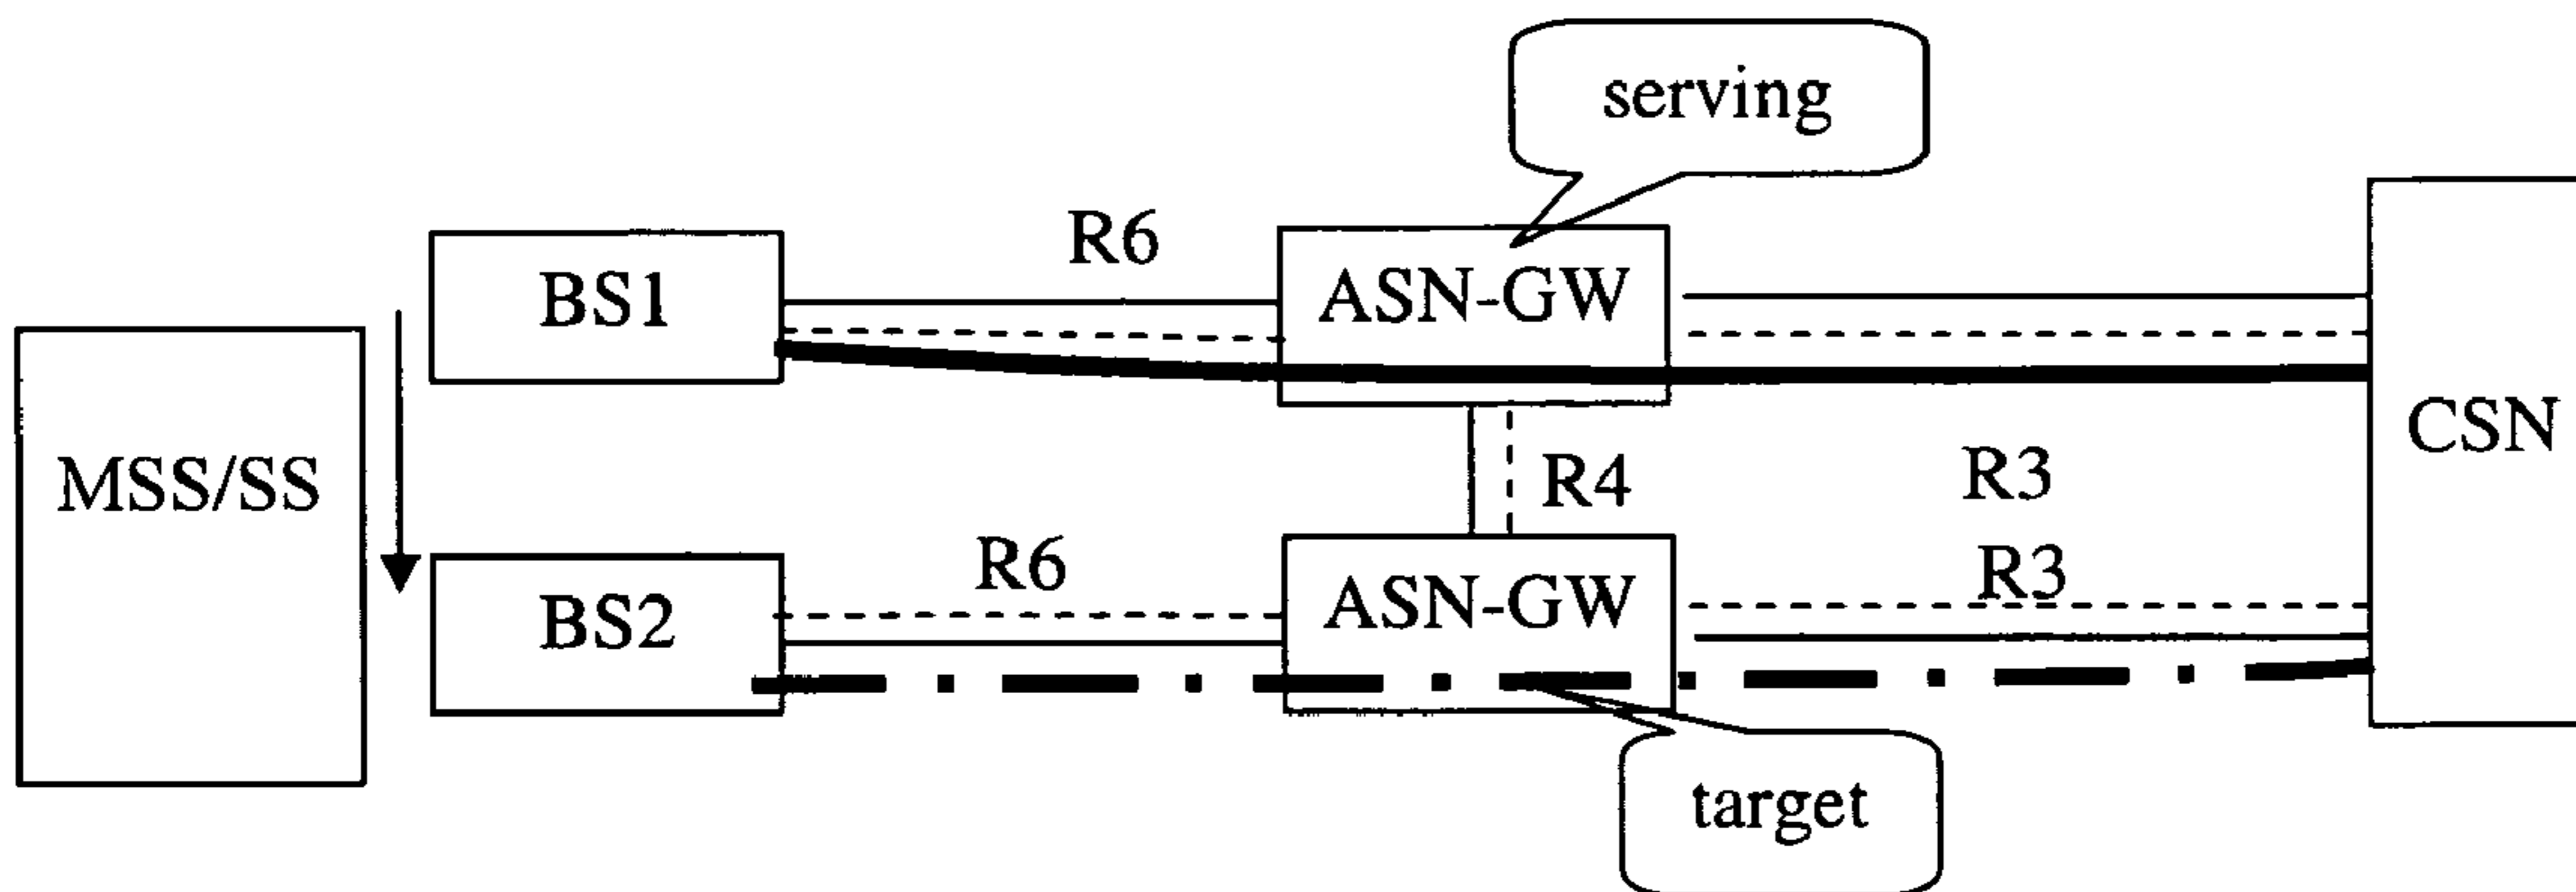 serving
R6
BS1
ASN-GW
CSN
MSS/SS
R4
R3
R6
R3
BS2
ASN-GW
target